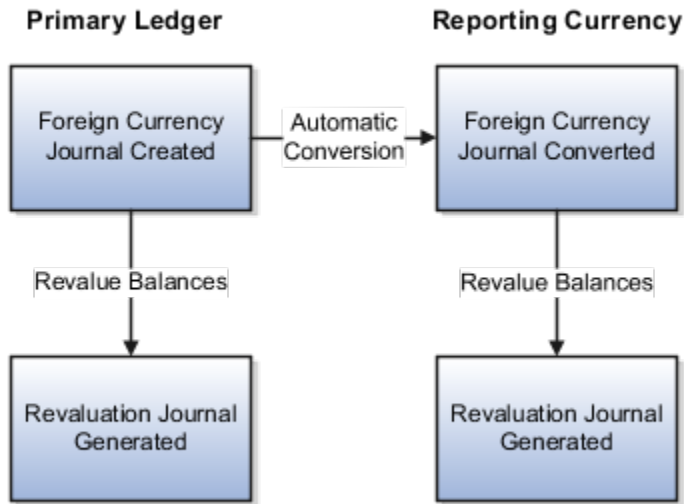 Primary Ledger
Reporting Currency
Foreign Currency
Journal Created
Automatic
Conversion
Foreign Currency
Journal Converted
Revalue Balances
Revalue Balances
Revaluation Journal
Generated
Revaluation Journal
Generated